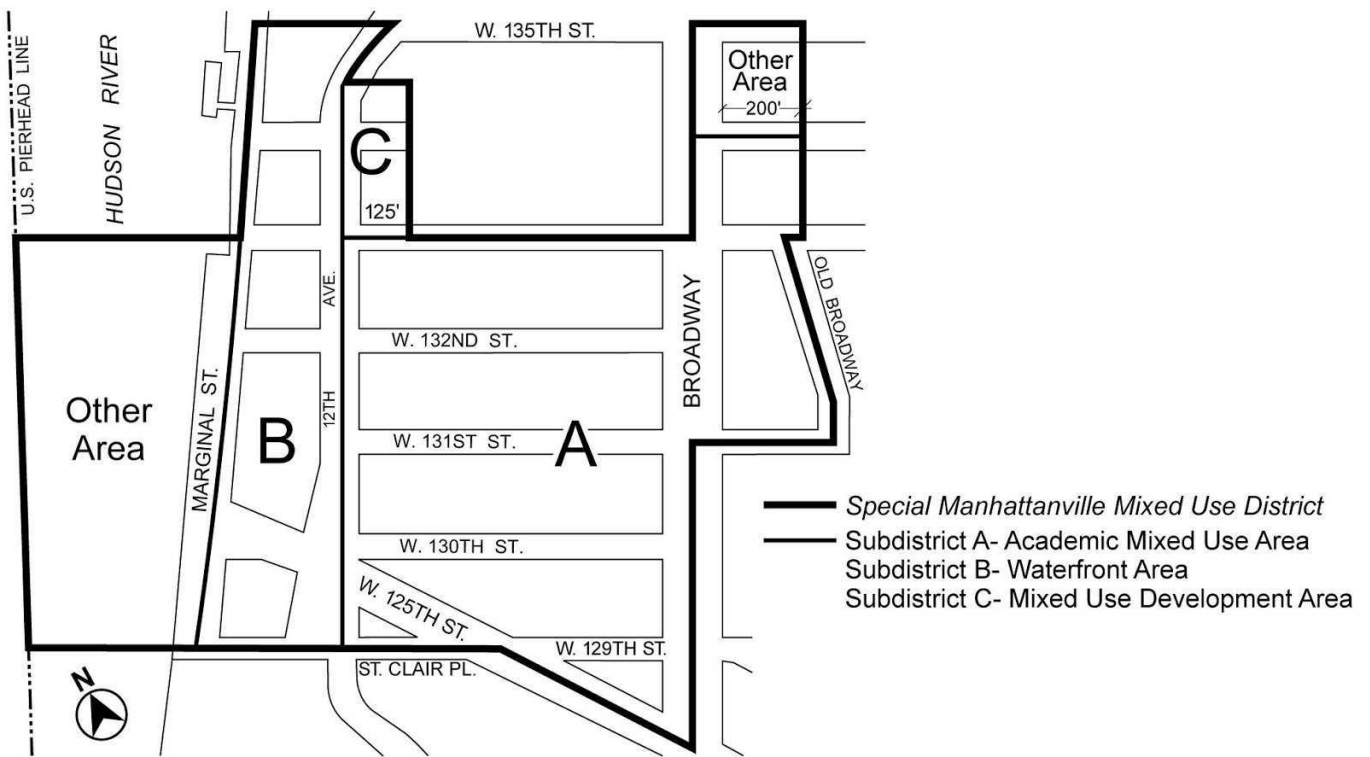 W. 135TH ST.
U.S. PIERHEAD LINE
HUDSON RIVER
Other
Area
200'
C
125'
12TH AVE.
BROADWAY
OLD BROADWAY
W. 132ND ST.
MARGINAL ST.
Other
Area
B
W. 131ST ST.
A
W. 130TH ST.
W. 125TH ST.
W. 129TH ST.
ST. CLAIR PL.
N
Special Manhattanville Mixed Use District
Subdistrict A- Academic Mixed Use Area
Subdistrict B- Waterfront Area
Subdistrict C- Mixed Use Development Area